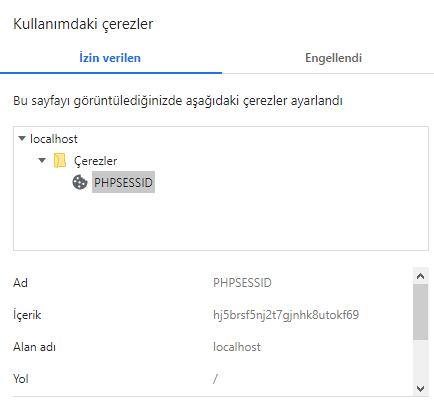 Kullanımdaki çerezler
İzin verilen Engellendi
Bu sayfayı görüntülediğinizde aşağıdaki çerezler ayarlandı
localhost
Çerezler
PHPSESSID
Ad PHPSESSID
İçerik hj5brsf5nj2t7gjnhk8utokf69
Alan adı localhost
Yol /